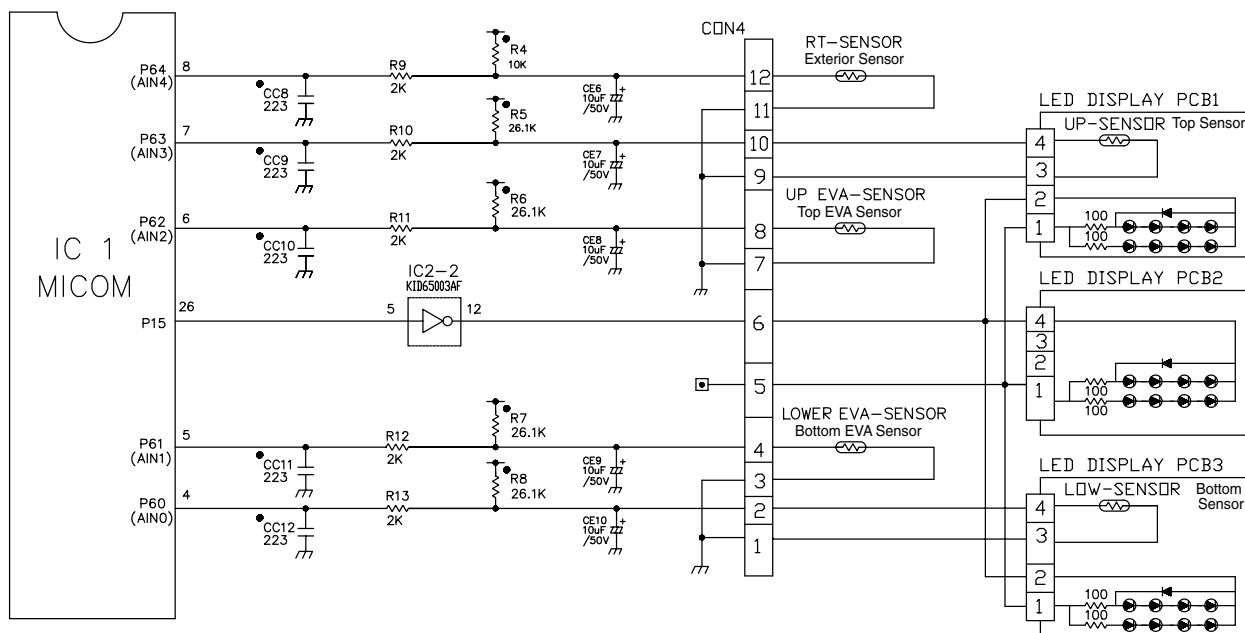 IC 1
MICOM
P64
(AIN4)
8
P63
(AIN3)
7
P62
(AIN2)
6
P15
26
P61
(AIN1)
5
P60
(AIN0)
4
CC8
223
CC9
223
CC10
223
CC11
223
CC12
223
R9
2K
R10
2K
R11
2K
R12
2K
R13
2K
R4
10K
R5
26.1K
R6
26.1K
R7
26.1K
R8
26.1K
IC2-2
KID65003AF
5
12
CE6
10uF
/50V
+
CE7
10uF
/50V
+
CE8
10uF
/50V
+
CE9
10uF
/50V
+
CE10
10uF
/50V
+
CON4
12
11
10
9
8
7
6
5
4
3
2
1
RT-SENSOR
Exterior Sensor
UP EVA-SENSOR
Top EVA Sensor
LOWER EVA-SENSOR
Bottom EVA Sensor
LED DISPLAY PCB1
UP-SENSOR Top Sensor
4
3
2
1
100
100
LED DISPLAY PCB2
4
3
2
1
100
100
LED DISPLAY PCB3
LOW-SENSOR Bottom
Sensor
4
3
2
1
100
100